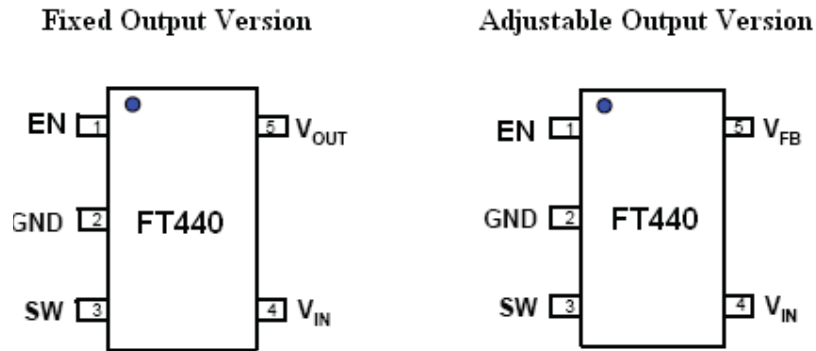 Fixed Output Version
Adjustable Output Version
EN 1
5 VOUT
GND 2
FT440
SW 3
4 VIN
EN 1
5 VFB
GND 2
FT440
SW 3
4 VIN